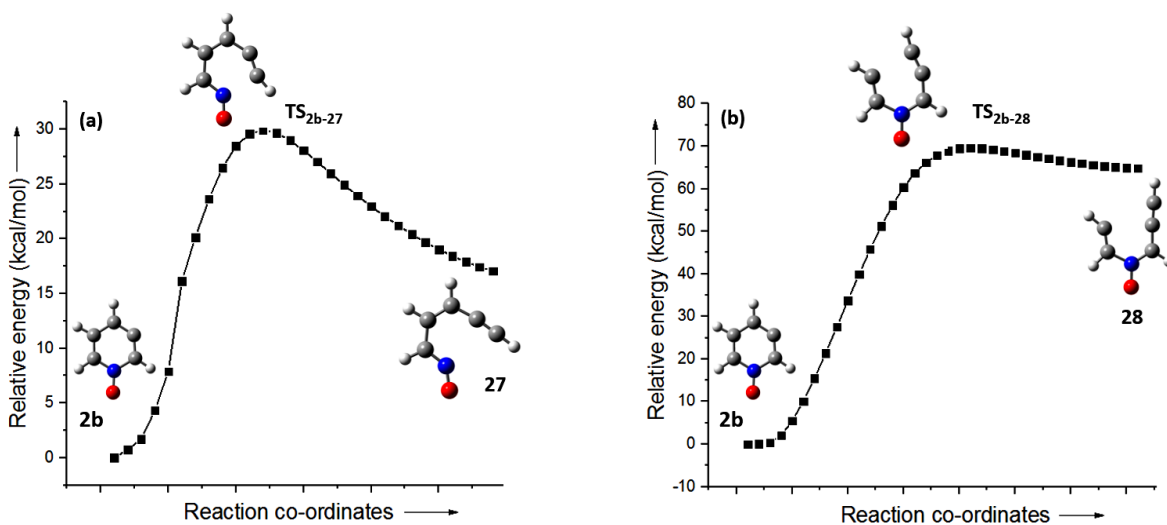 (a)
TS2b-27
30
25
20
15
10
5
0
Relative energy (kcal/mol)
2b
27
Reaction co-ordinates
(b)
TS2b-28
80
70
60
50
40
30
20
10
0
-10
Relative energy (kcal/mol)
2b
28
Reaction co-ordinates